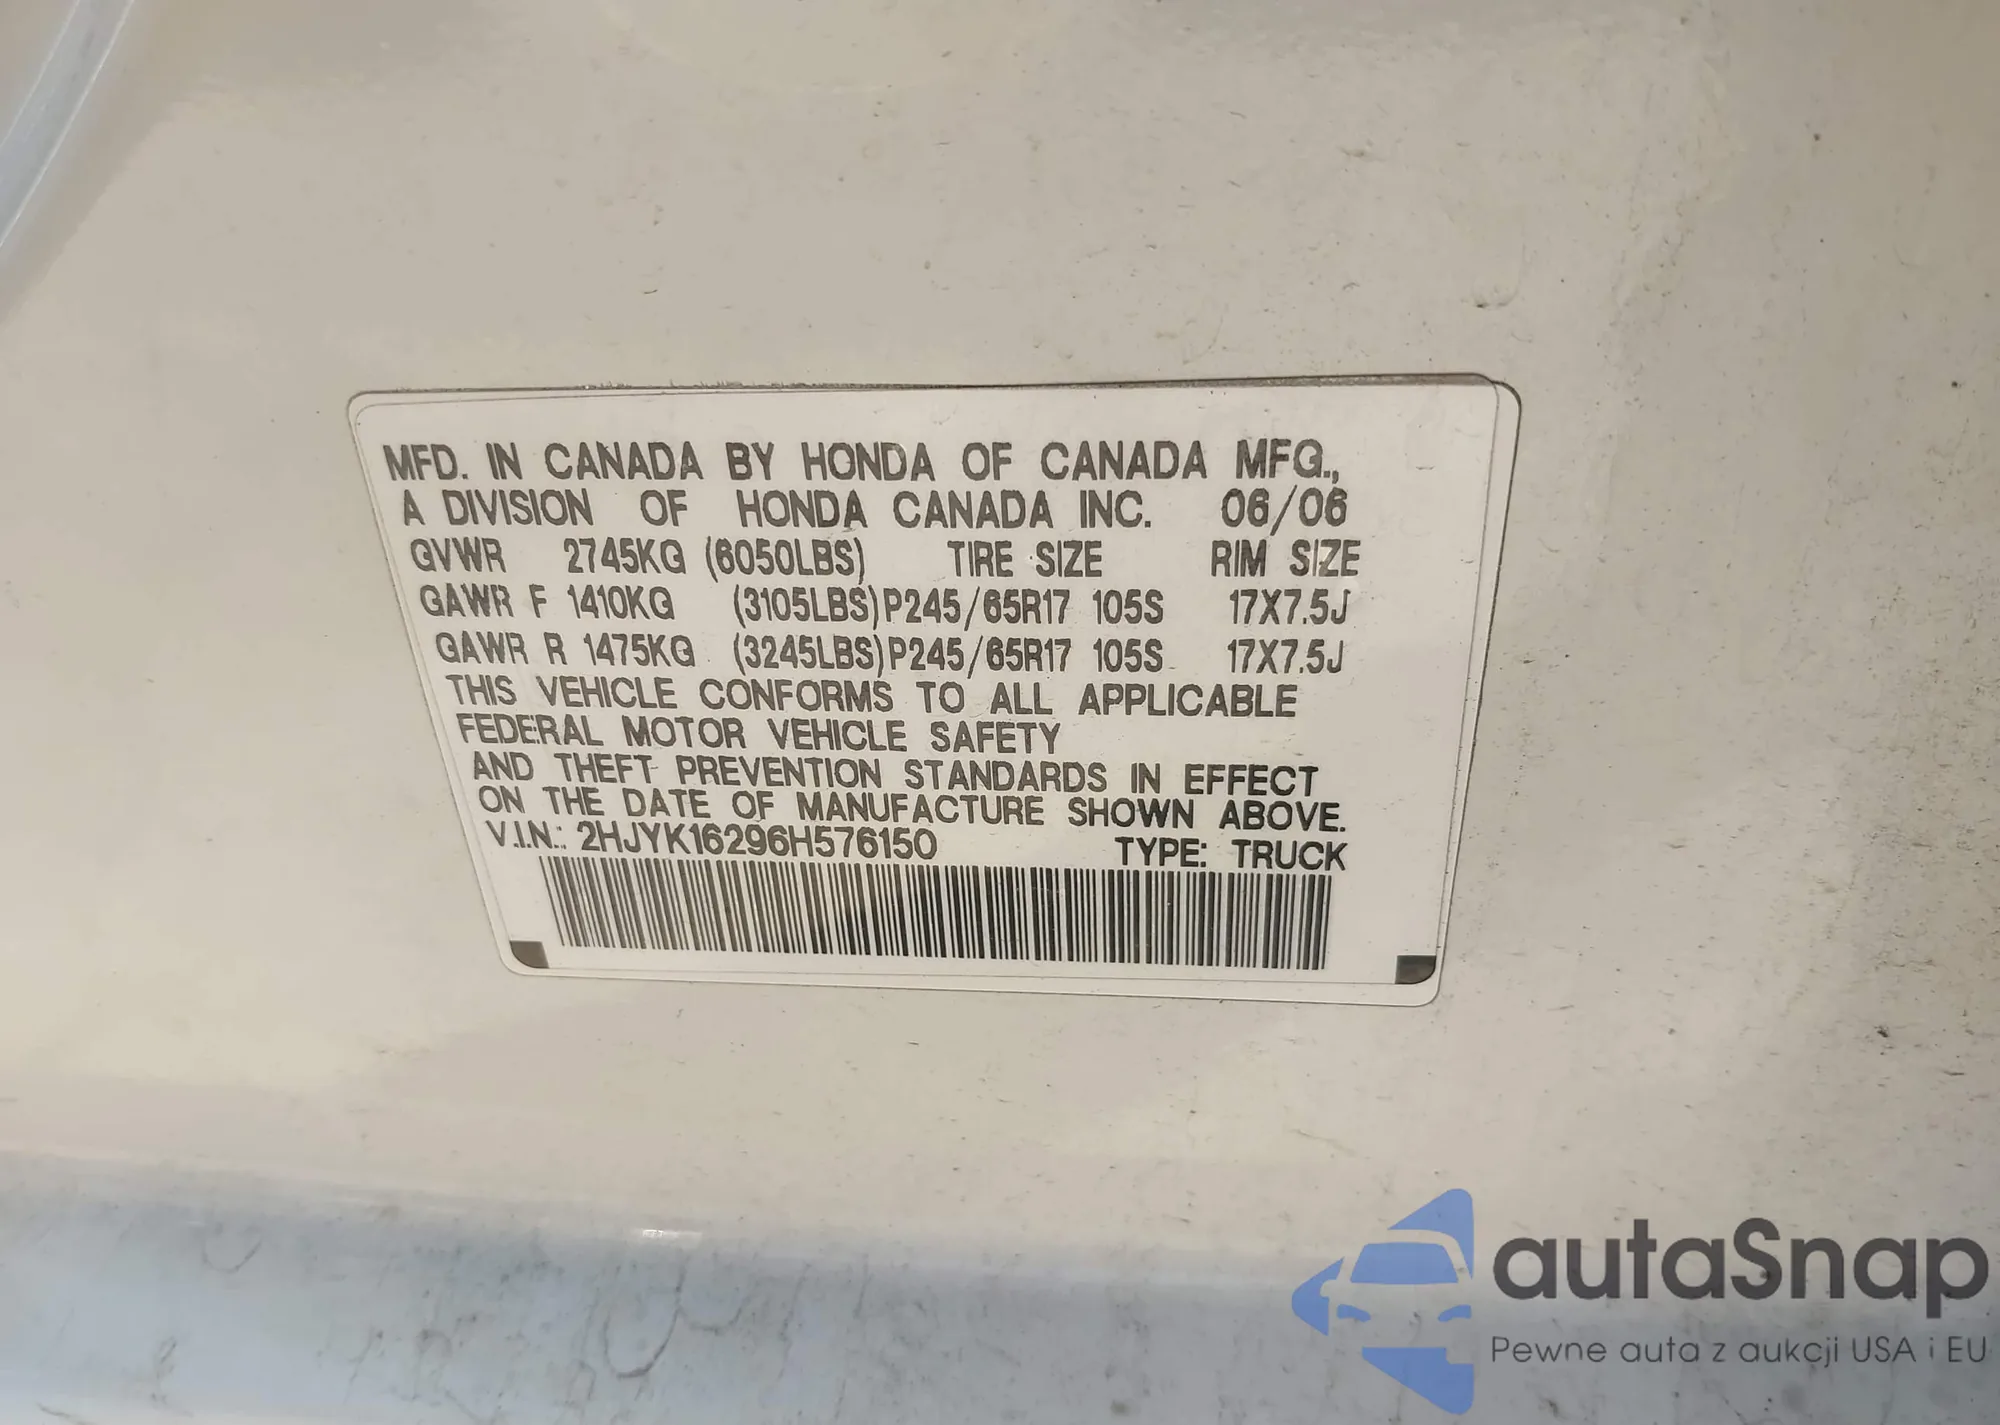 MFD. IN CANADA BY HONDA OF CANADA MFG.,
A DIVISION OF HONDA CANADA INC. 06/06
GVWR 2745KG (6050LBS) TIRE SIZE RIM SIZE
GAWR F 1410KG (3105LBS) P245/65R17 105S 17X7.5J
GAWR R 1475KG (3245LBS) P245/65R17 105S 17X7.5J
THIS VEHICLE CONFORMS TO ALL APPLICABLE
FEDERAL MOTOR VEHICLE SAFETY
AND THEFT PREVENTION STANDARDS IN EFFECT
ON THE DATE OF MANUFACTURE SHOWN ABOVE.
V.I.N.: 2HJYK16296H576150 TYPE: TRUCK
autaSnap
Pewne auta z aukcji USA i EU